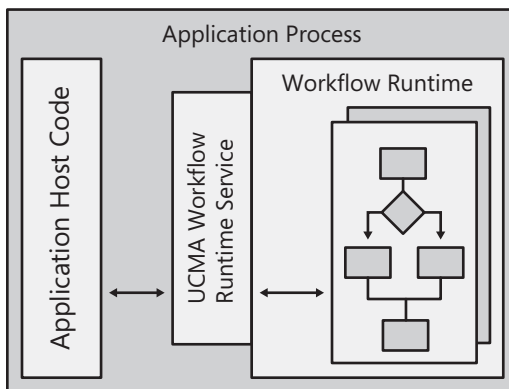 Application Process
Application Host Code
UCMA Workflow
Runtime Service
Workflow Runtime